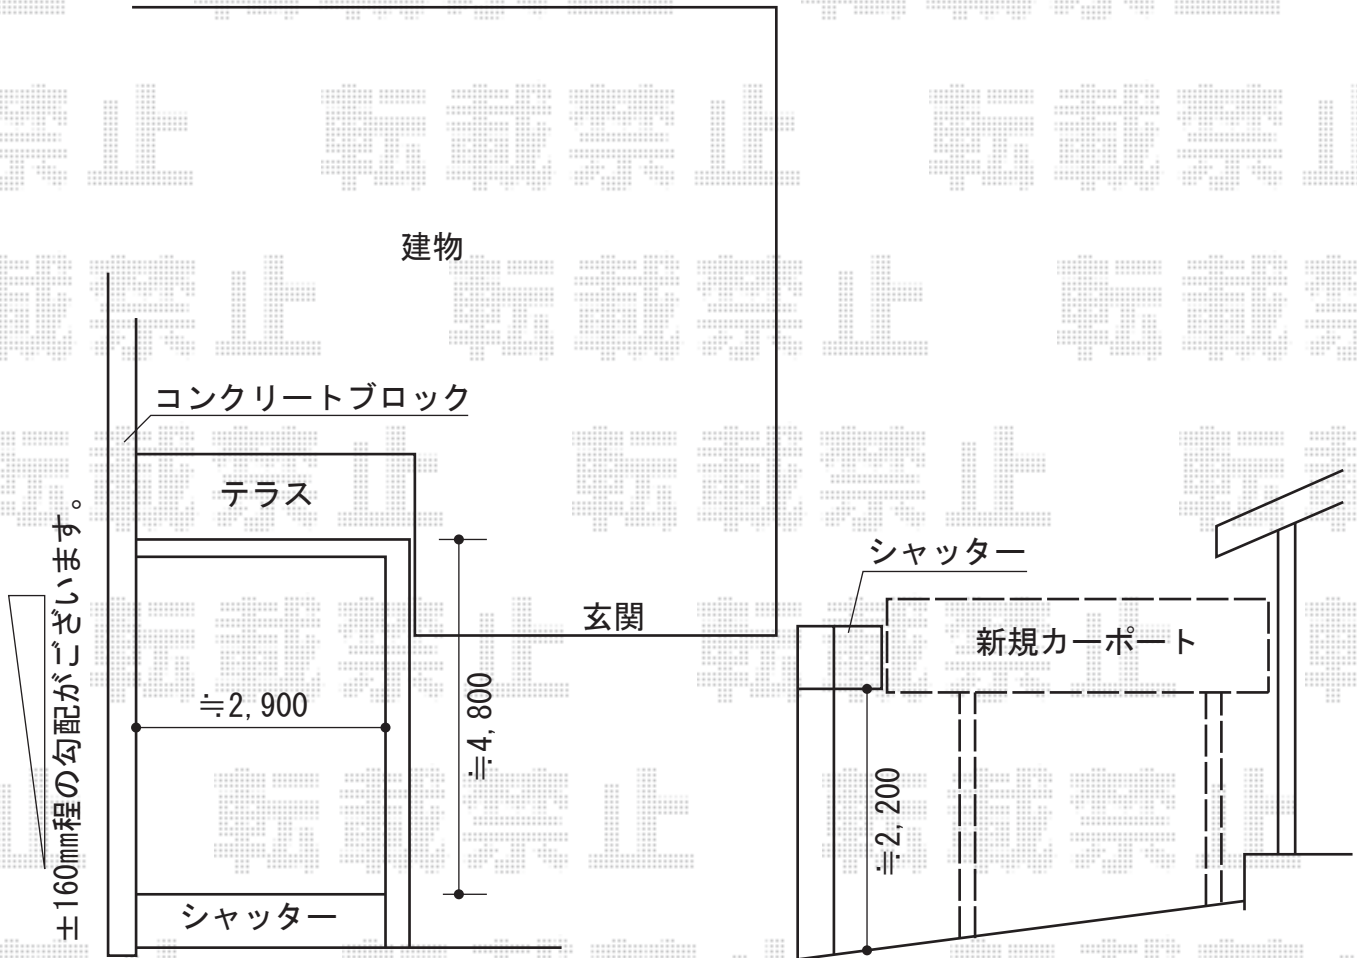 建物
コンクリートブロック
テラス
±160mm程の勾配がございます。
玄関
≒2,900
≒4,800
シャッター
シャッター
新規カーポート
≒2,200
転載禁止